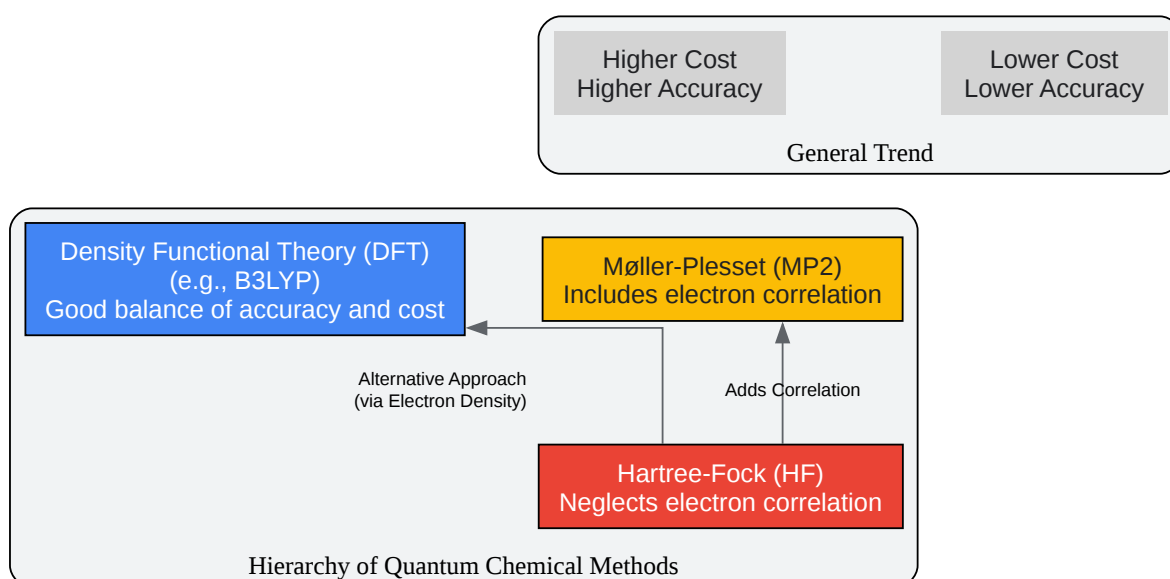 Higher Cost
Higher Accuracy
Lower Cost
Lower Accuracy
General Trend
Density Functional Theory (DFT)
(e.g., B3LYP)
Good balance of accuracy and cost
Møller-Plesset (MP2)
Includes electron correlation
Alternative Approach
(via Electron Density)
Adds Correlation
Hartree-Fock (HF)
Neglects electron correlation
Hierarchy of Quantum Chemical Methods